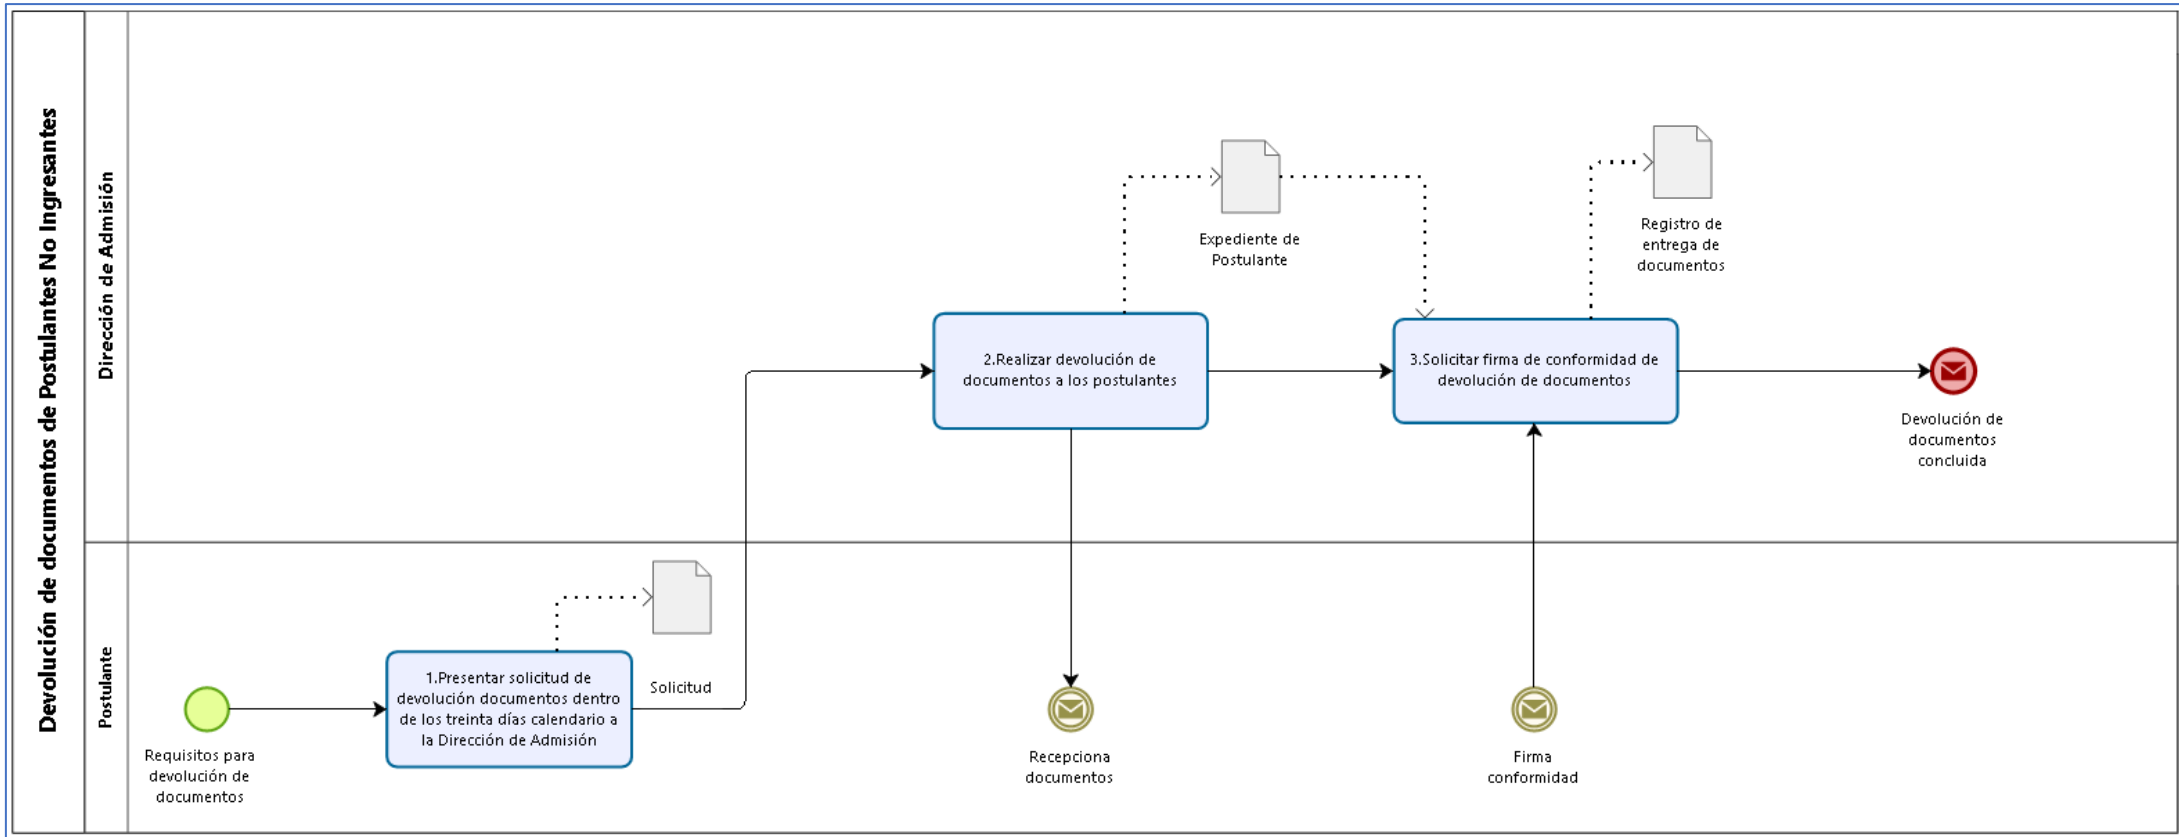 Devolución de documentos de Postulantes No Ingresantes
Dirección de Admisión
Expediente de
Postulante
Registro de
entrega de
documentos
2.Realizar devolución de
documentos a los postulantes
3.Solicitar firma de conformidad de
devolución de documentos
Devolución de
documentos
concluida
Postulante
Requisitos para
devolución de
documentos
1.Presentar solicitud de
devolución documentos dentro
de los treinta días calendario a
la Dirección de Admisión
Solicitud
Recepciona
documentos
Firma
conformidad